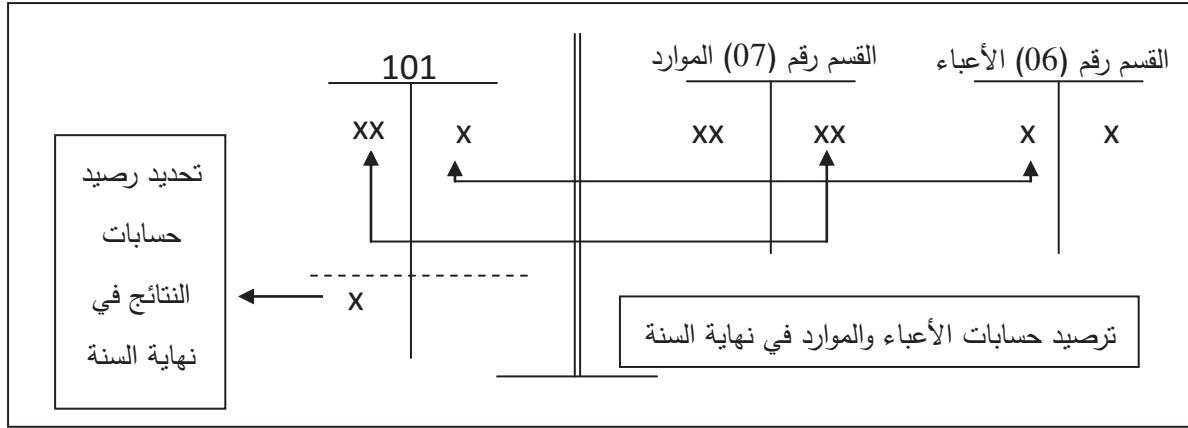 القسم رقم (06) الأعباء
القسم رقم (07) الموارد
101
x x xx xx x xx
x
تحديد رصيد
حسابات
النتائج في
نهاية السنة
ترصيد حسابات الأعباء والموارد في نهاية السنة